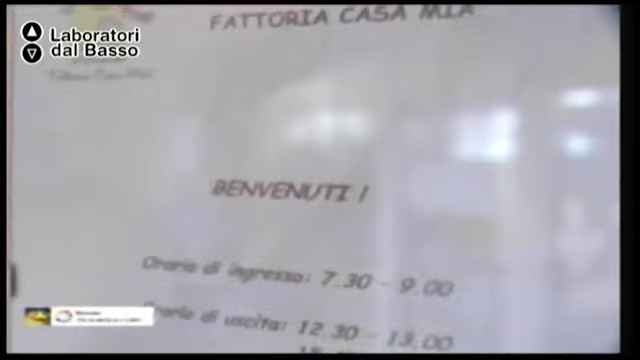 FATTORIA CASA MIA
Laboratori
dal Basso
BENVENUTI !
Orario di ingresso: 7.30 - 9.00
Orario di uscita: 12.30 - 13.00